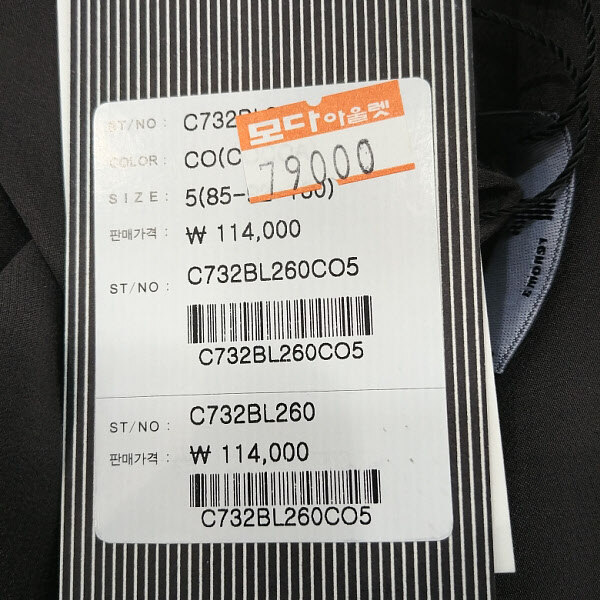 모다아울렛
79000
ST/NO : C732BL
COLOR : CO(C
SIZE : 5(85-
판매가격 : ₩ 114,000
ST/NO : C732BL260CO5
C732BL260CO5
ST/NO : C732BL260
판매가격 : ₩ 114,000
C732BL260CO5